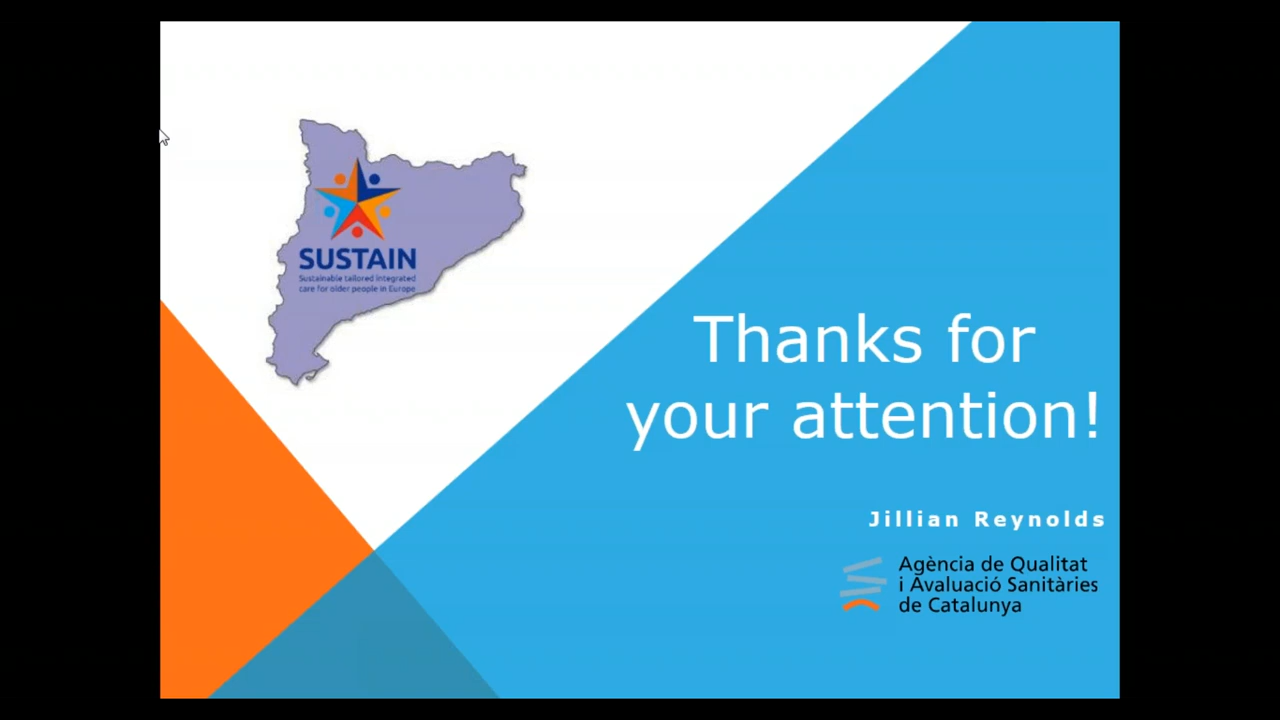 SUSTAIN
Sustainable tailored integrated
care for older people in Europe
Thanks for
your attention!
Jillian Reynolds
Agència de Qualitat
i Avaluació Sanitàries
de Catalunya